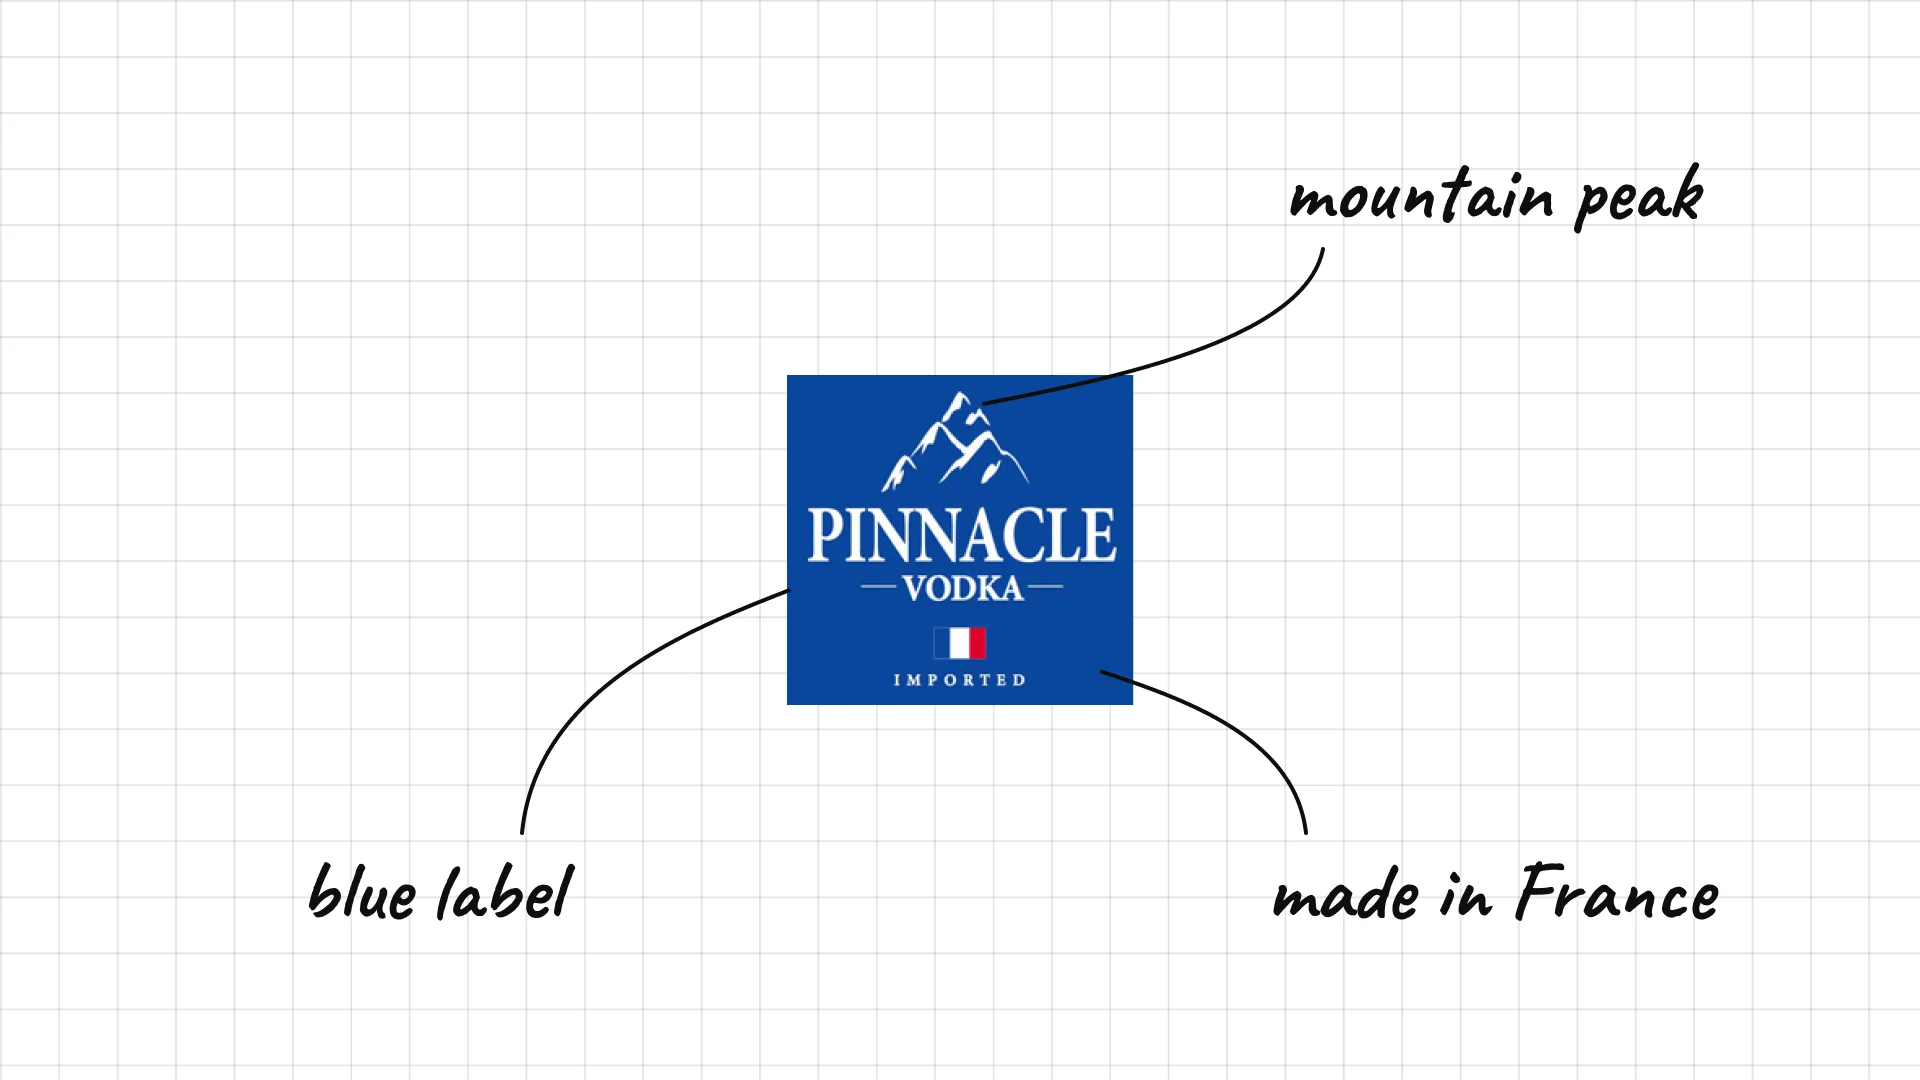 mountain peak
PINNACLE
VODKA
IMPORTED
blue label
made in France